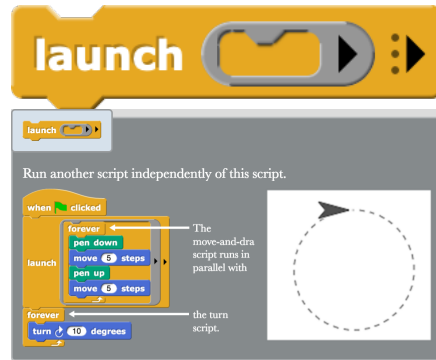 launch
launch
Run another script independently of this script.
when clicked
launch
forever
pen down
move 5 steps
pen up
move 5 steps
The
move-and-dra
script runs in
parallel with
forever
turn 10 degrees
the turn
script.